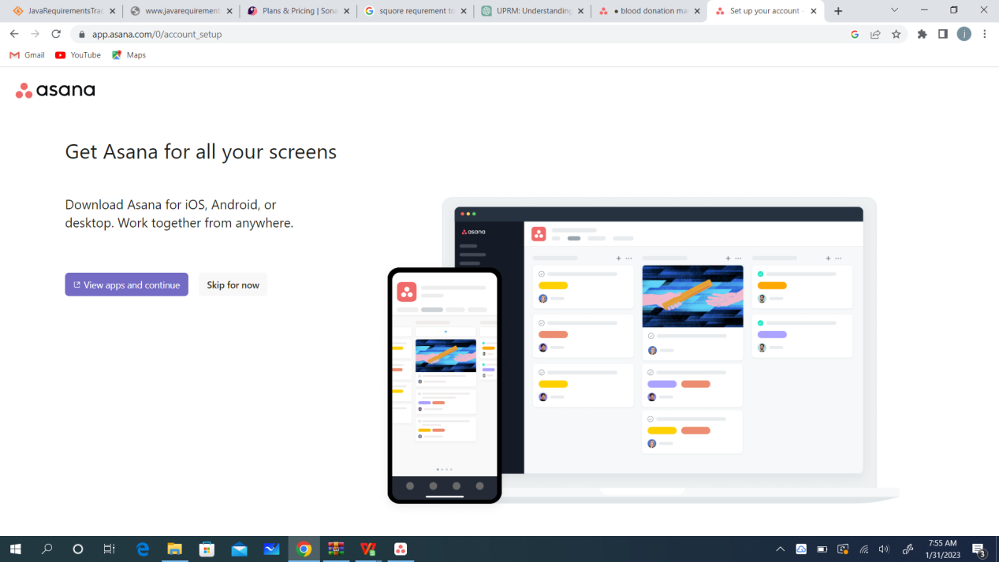 JavaRequirementsTrac
www.javarequirement
Plans & Pricing | Sona
squore requrement to
UPRM: Understanding
● blood donation ma
Set up your account -
app.asana.com/0/account_setup
j
Gmail
YouTube
Maps
asana
Get Asana for all your screens
Download Asana for iOS, Android, or
desktop. Work together from anywhere.
View apps and continue
Skip for now
asana
7:55 AM
1/31/2023
3